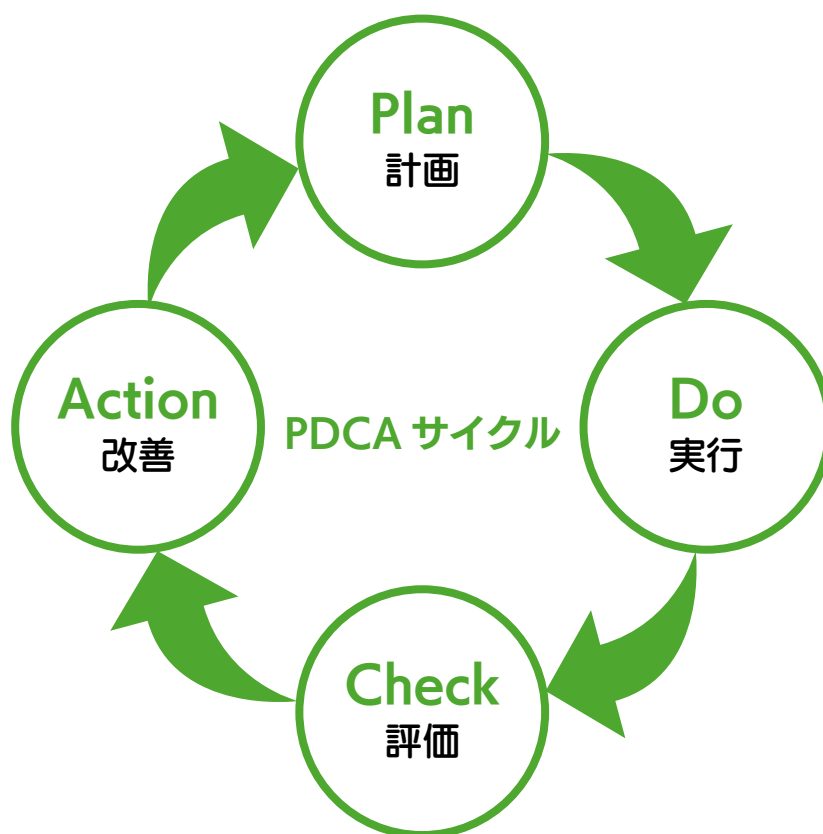 Plan
計画
Do
実行
Check
評価
Action
改善
PDCA サイクル